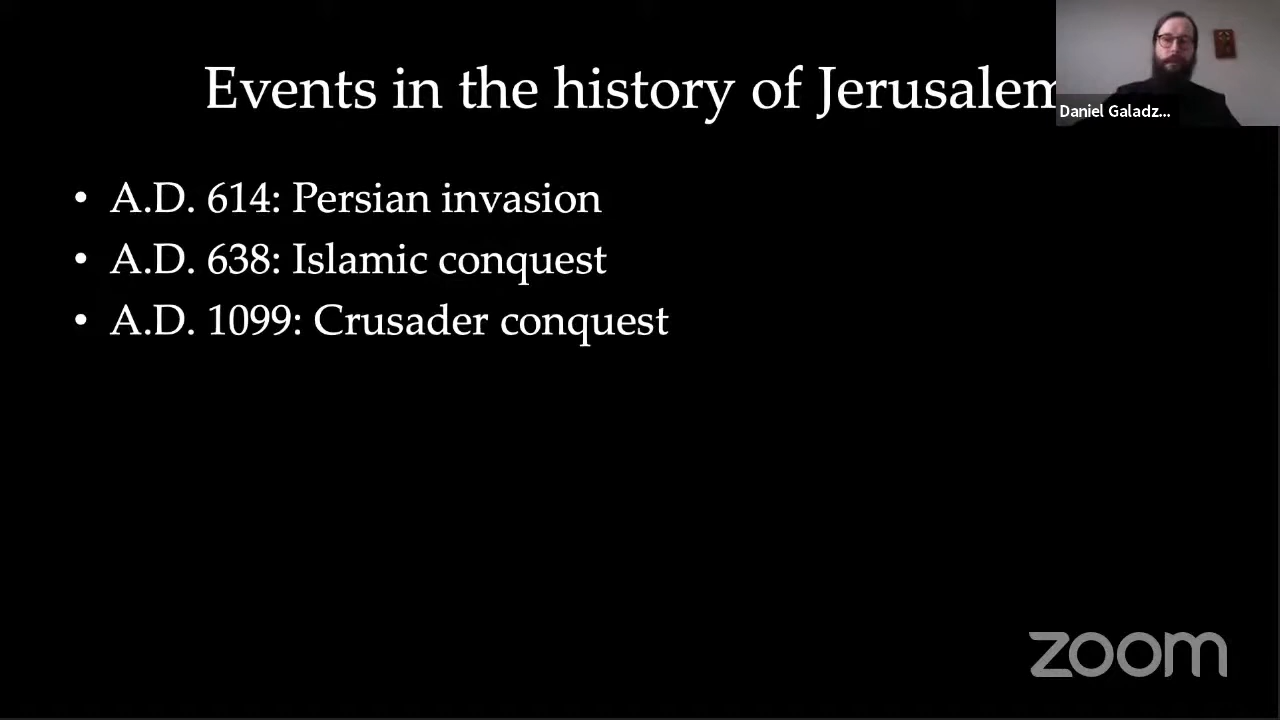 Events in the history of Jerusalem
Daniel Galadz...
• A.D. 614: Persian invasion
• A.D. 638: Islamic conquest
• A.D. 1099: Crusader conquest
zoom